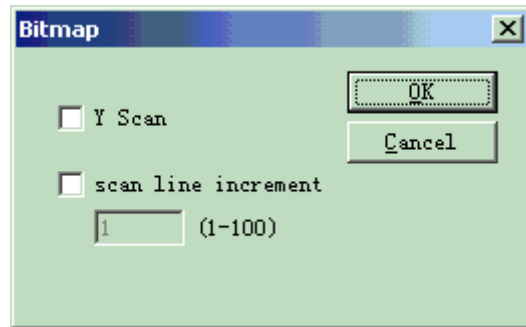 Bitmap
OK
Y Scan
Cancel
scan line increment
1 (1-100)